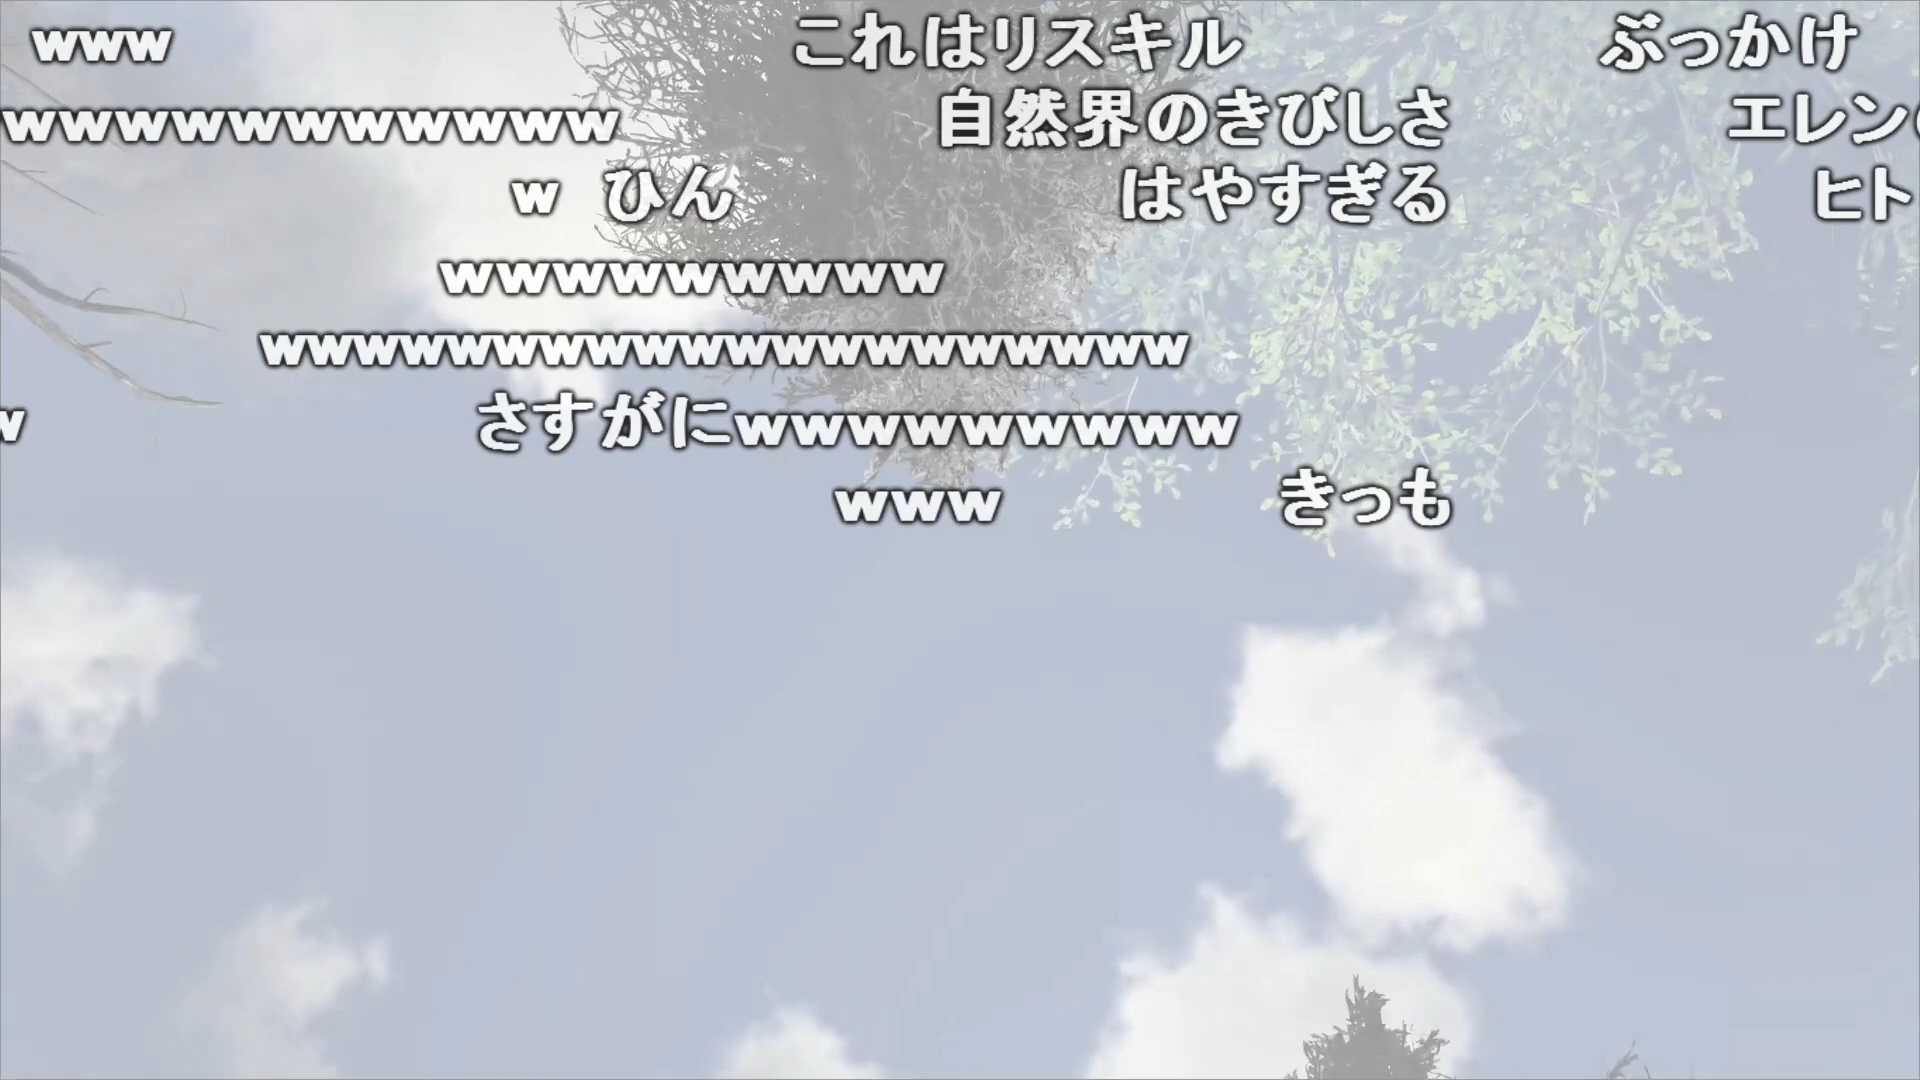 www これはリスキル ぶっかけ
wwwwwwwwwwwww 自然界のきびしさ エレン
w ひん はやすぎる ヒト
wwwwwwwwww
wwwwwwwwwwwwwwwwwwww
w さすがにwwwwwwwwww
www きっも